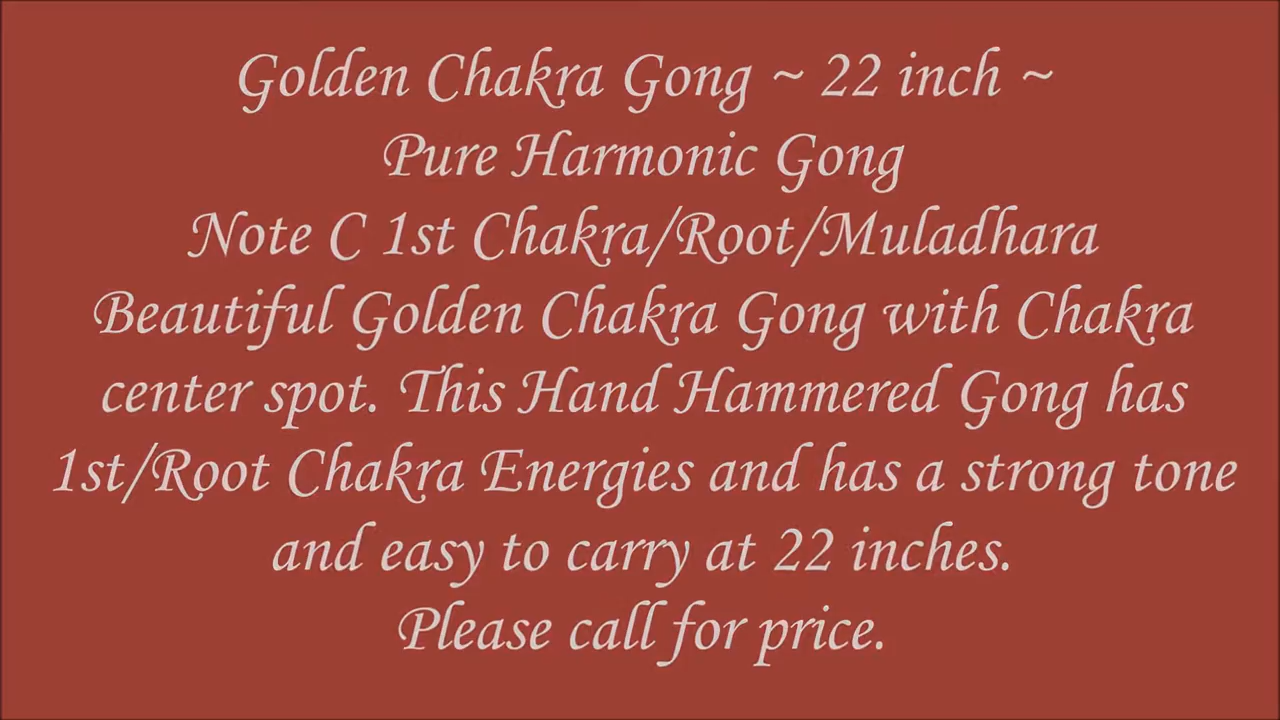 Golden Chakra Gong ~ 22 inch ~
Pure Harmonic Gong
Note C 1st Chakra/Root/Muladhara
Beautiful Golden Chakra Gong with Chakra
center spot. This Hand Hammered Gong has
1st/Root Chakra Energies and has a strong tone
and easy to carry at 22 inches.
Please call for price.